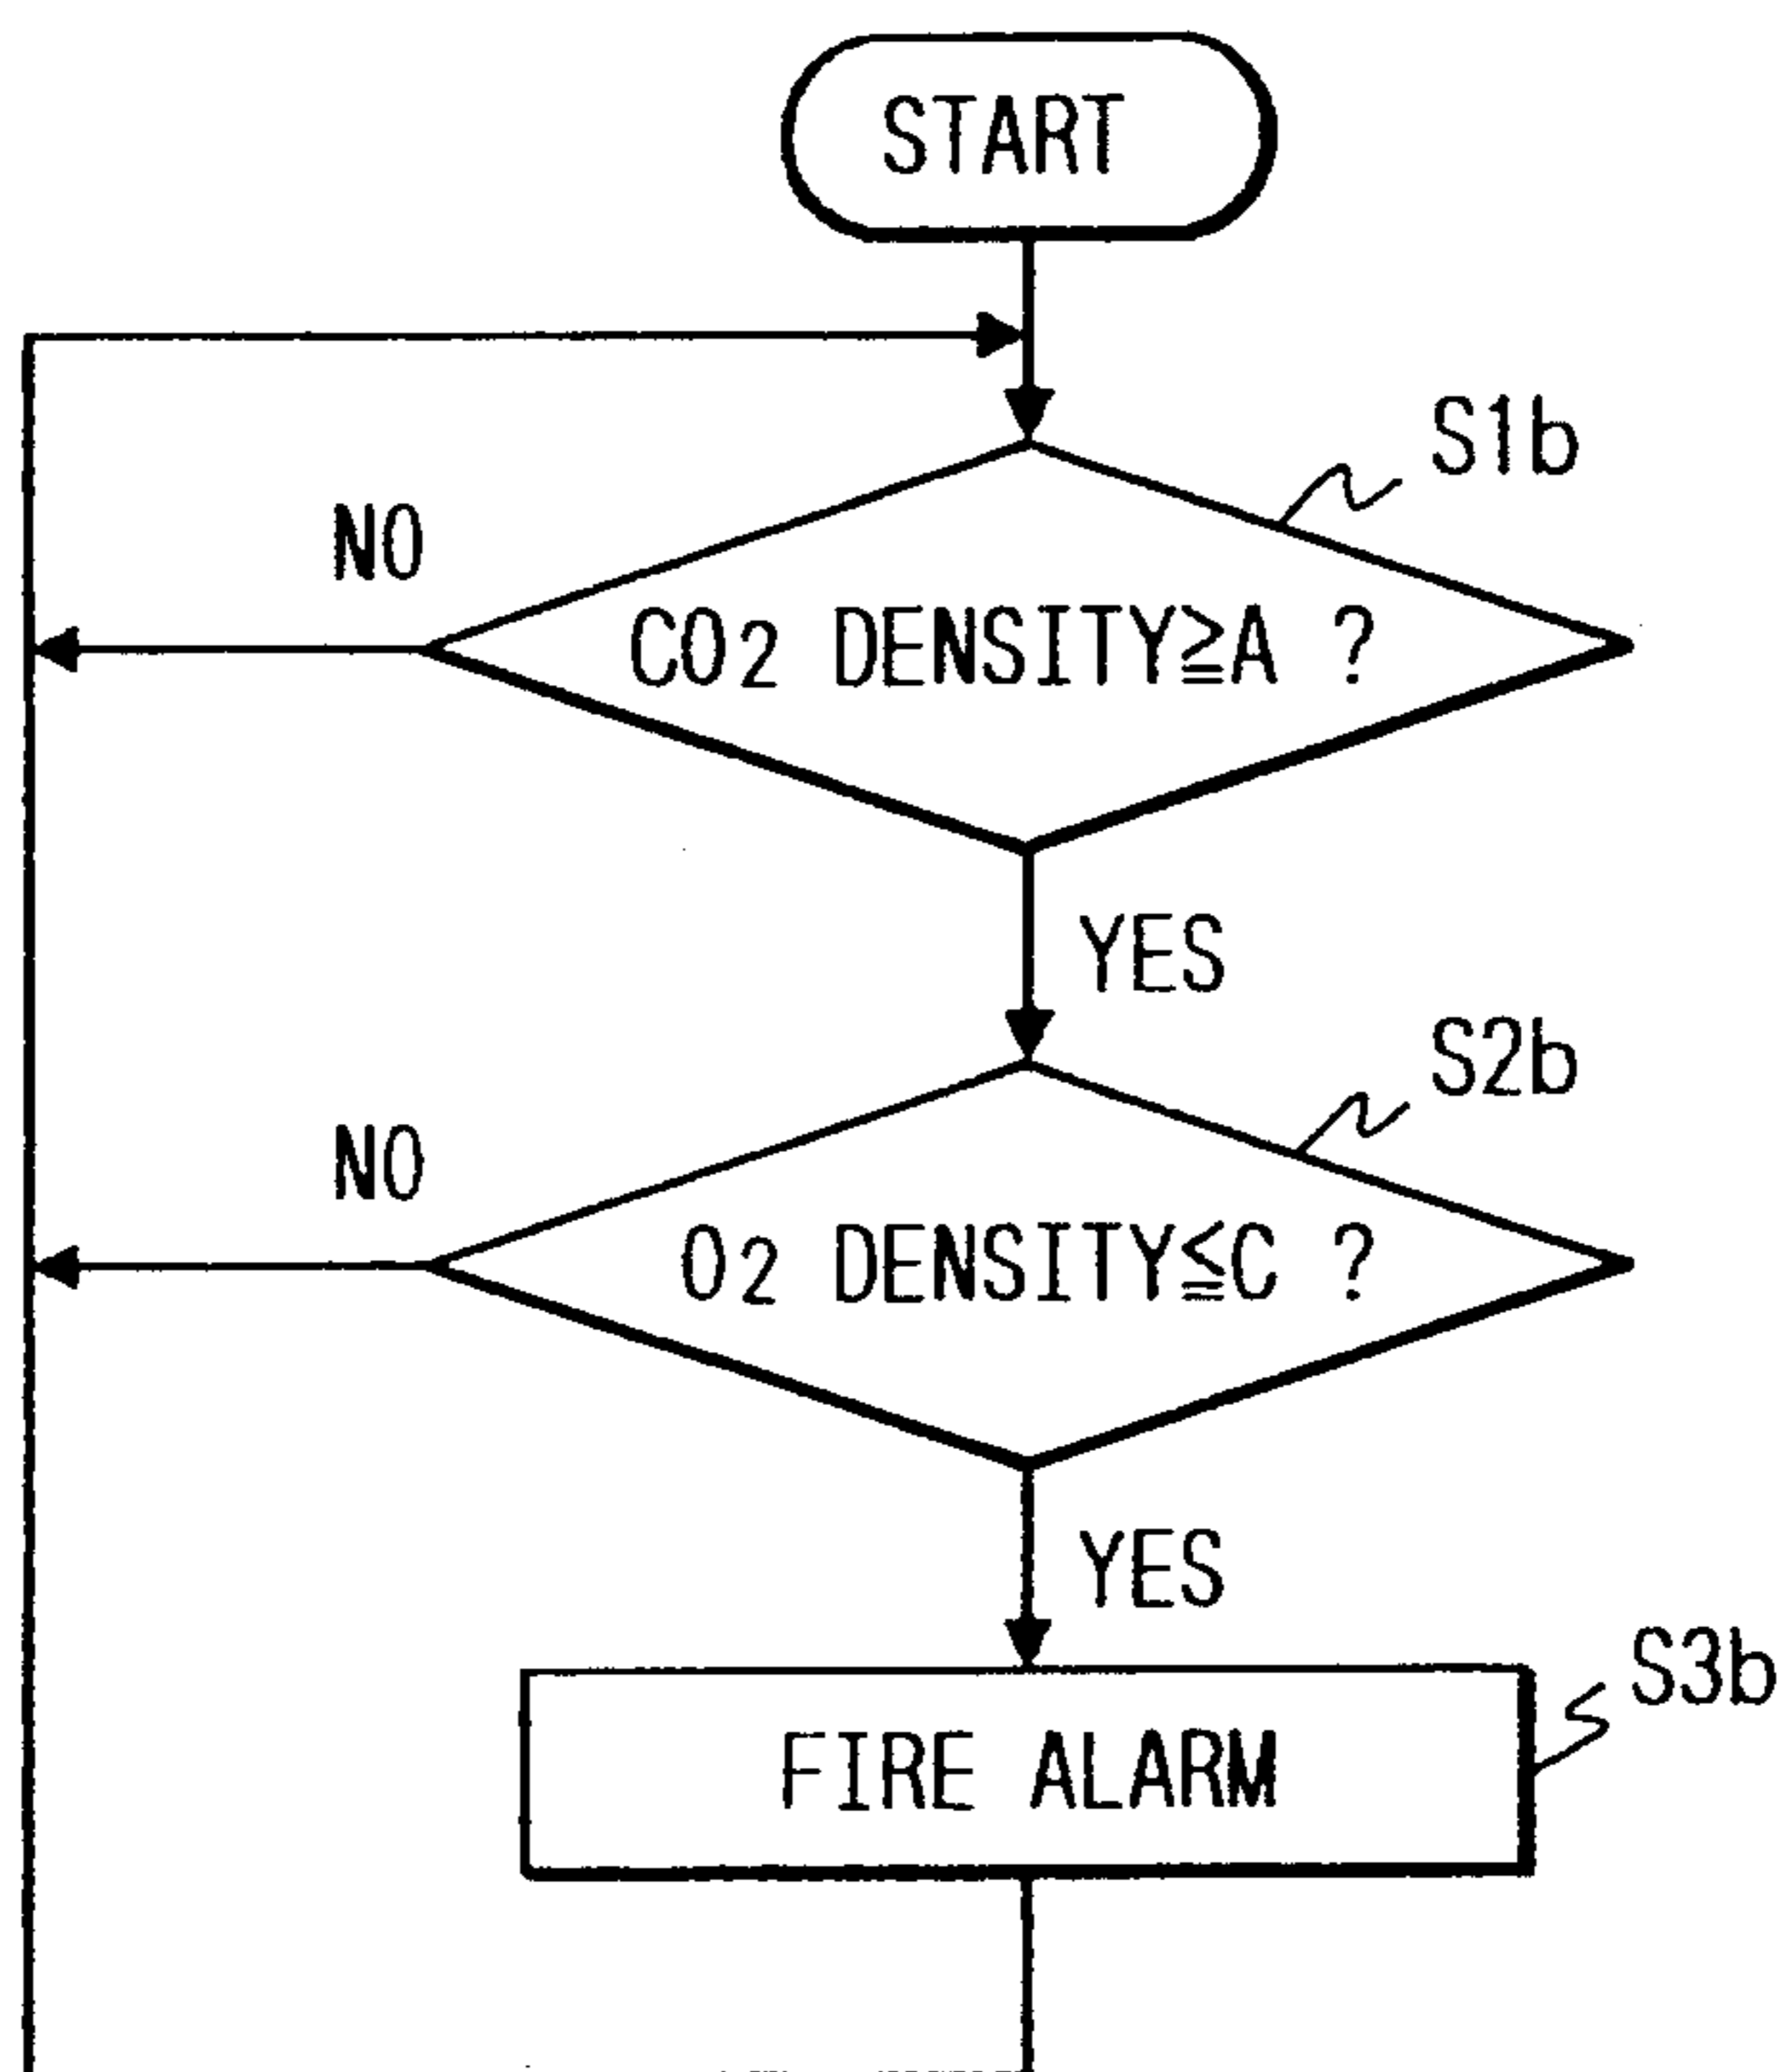 START
S1b
NO
CO2 DENSITY≧A ?
YES
S2b
NO
O2 DENSITY≦C ?
YES
S3b
FIRE ALARM